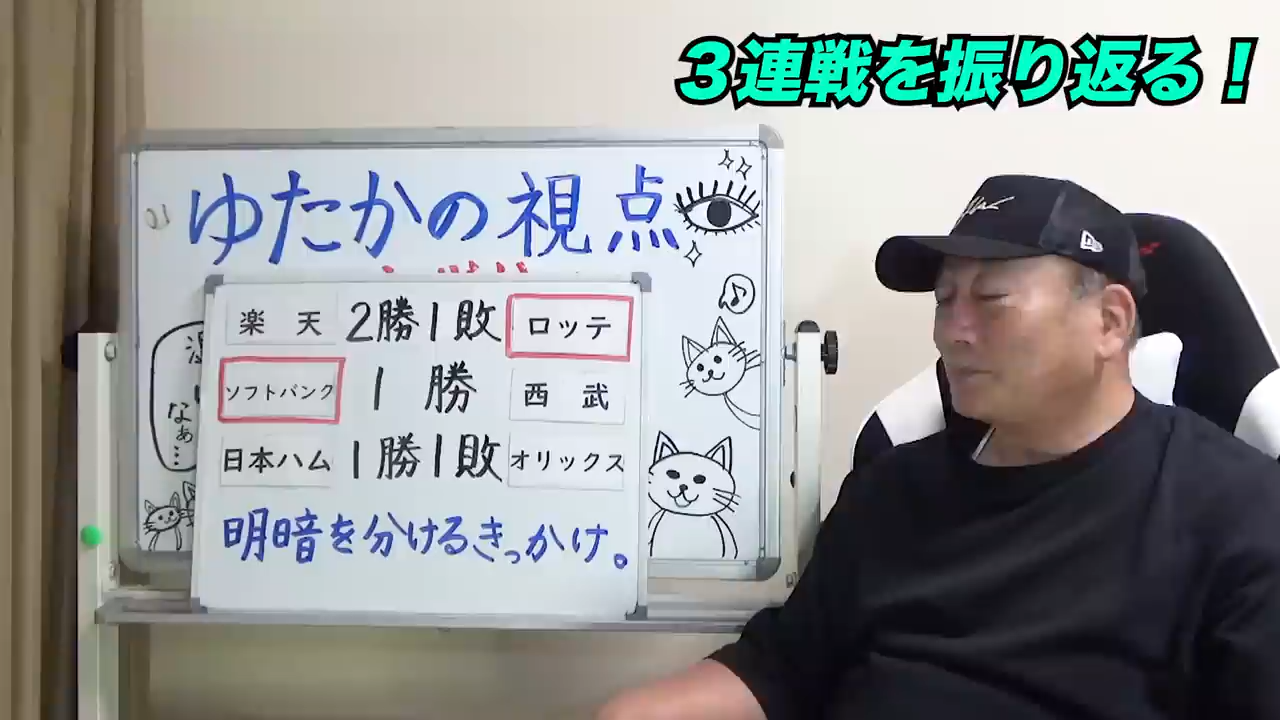 3連戦を振り返る！
ゆたかの視点
楽天 2勝1敗 ロッテ
ソフトバンク 1勝 西武
日本ハム 1勝1敗 オリックス
明暗を分けるきっかけ。
なぁ…